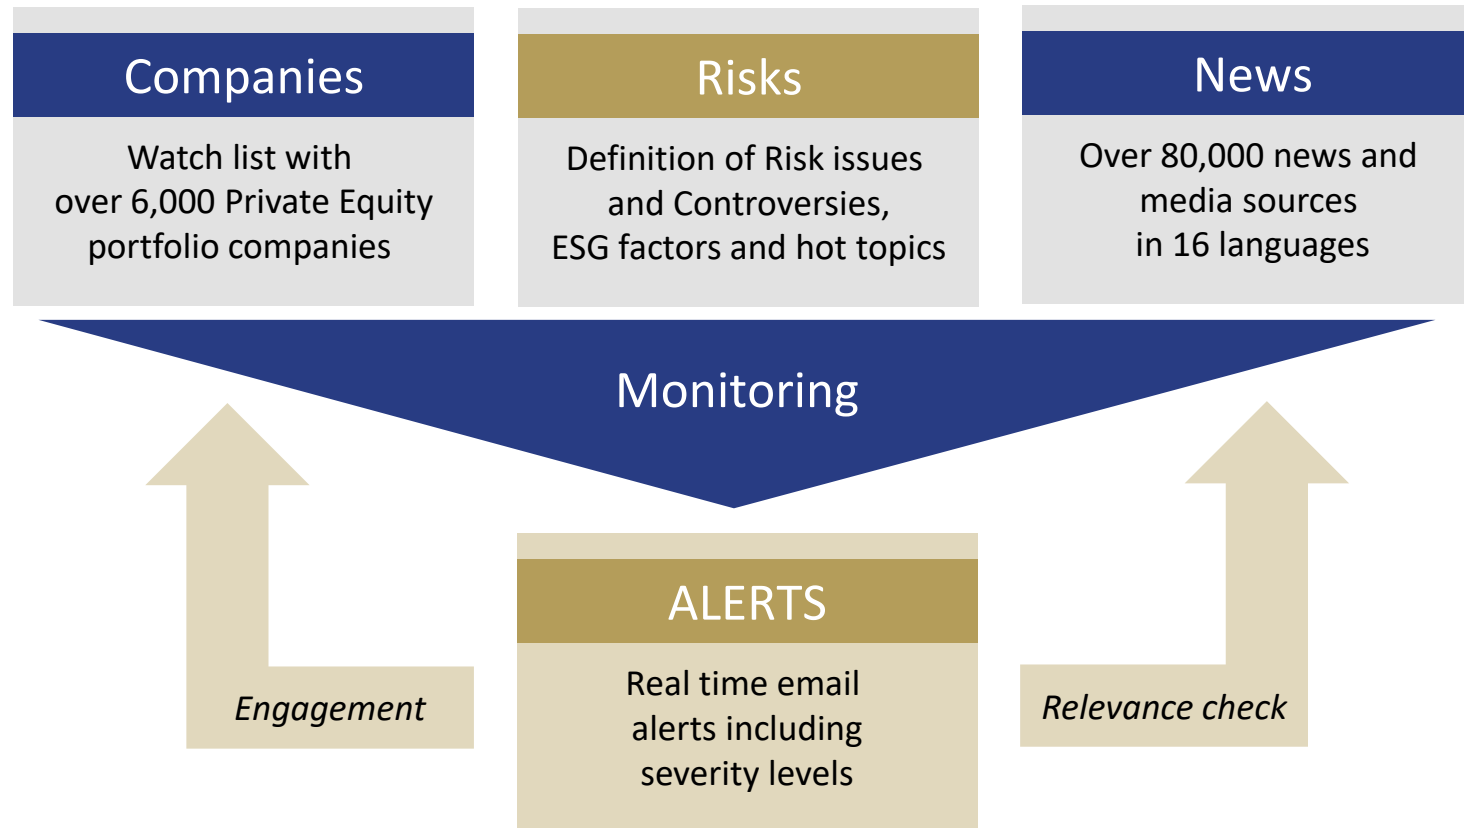 Companies
Watch list with
over 6,000 Private Equity
portfolio companies
Risks
Definition of Risk issues
and Controversies,
ESG factors and hot topics
News
Over 80,000 news and
media sources
in 16 languages
Monitoring
ALERTS
Real time email
alerts including
severity levels
Engagement
Relevance check